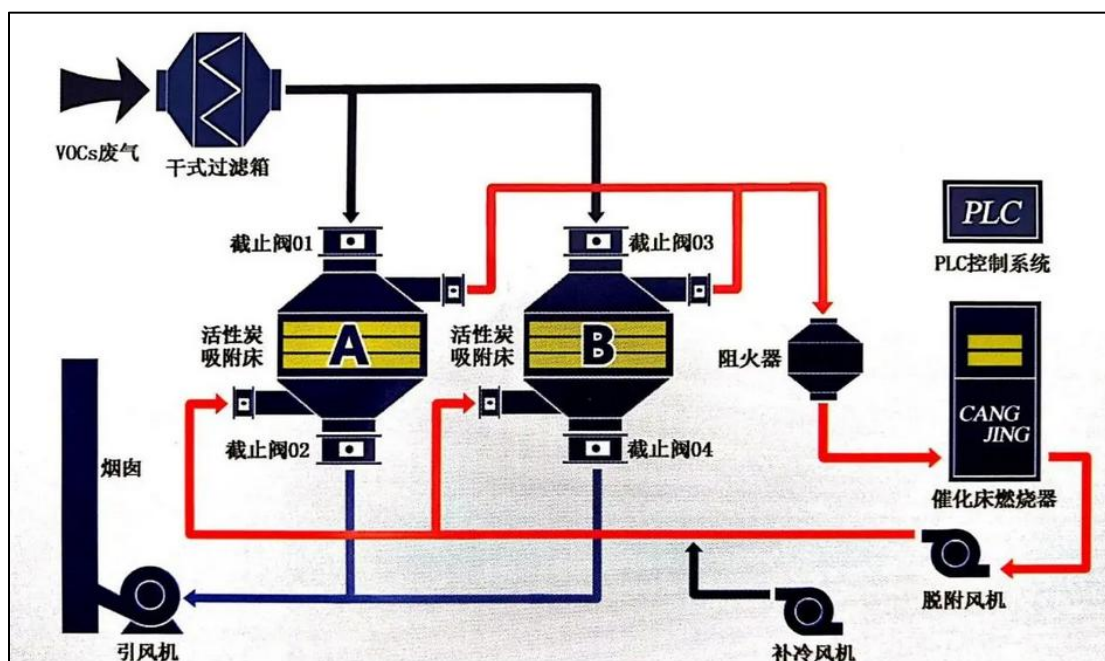 VOCs废气
干式过滤箱
截止阀01
截止阀03
PLC
PLC控制系统
活性炭
吸附床
A
活性炭
吸附床
B
阻火器
CANG
JING
截止阀02
截止阀04
烟囱
催化床燃烧器
脱附风机
引风机
补冷风机